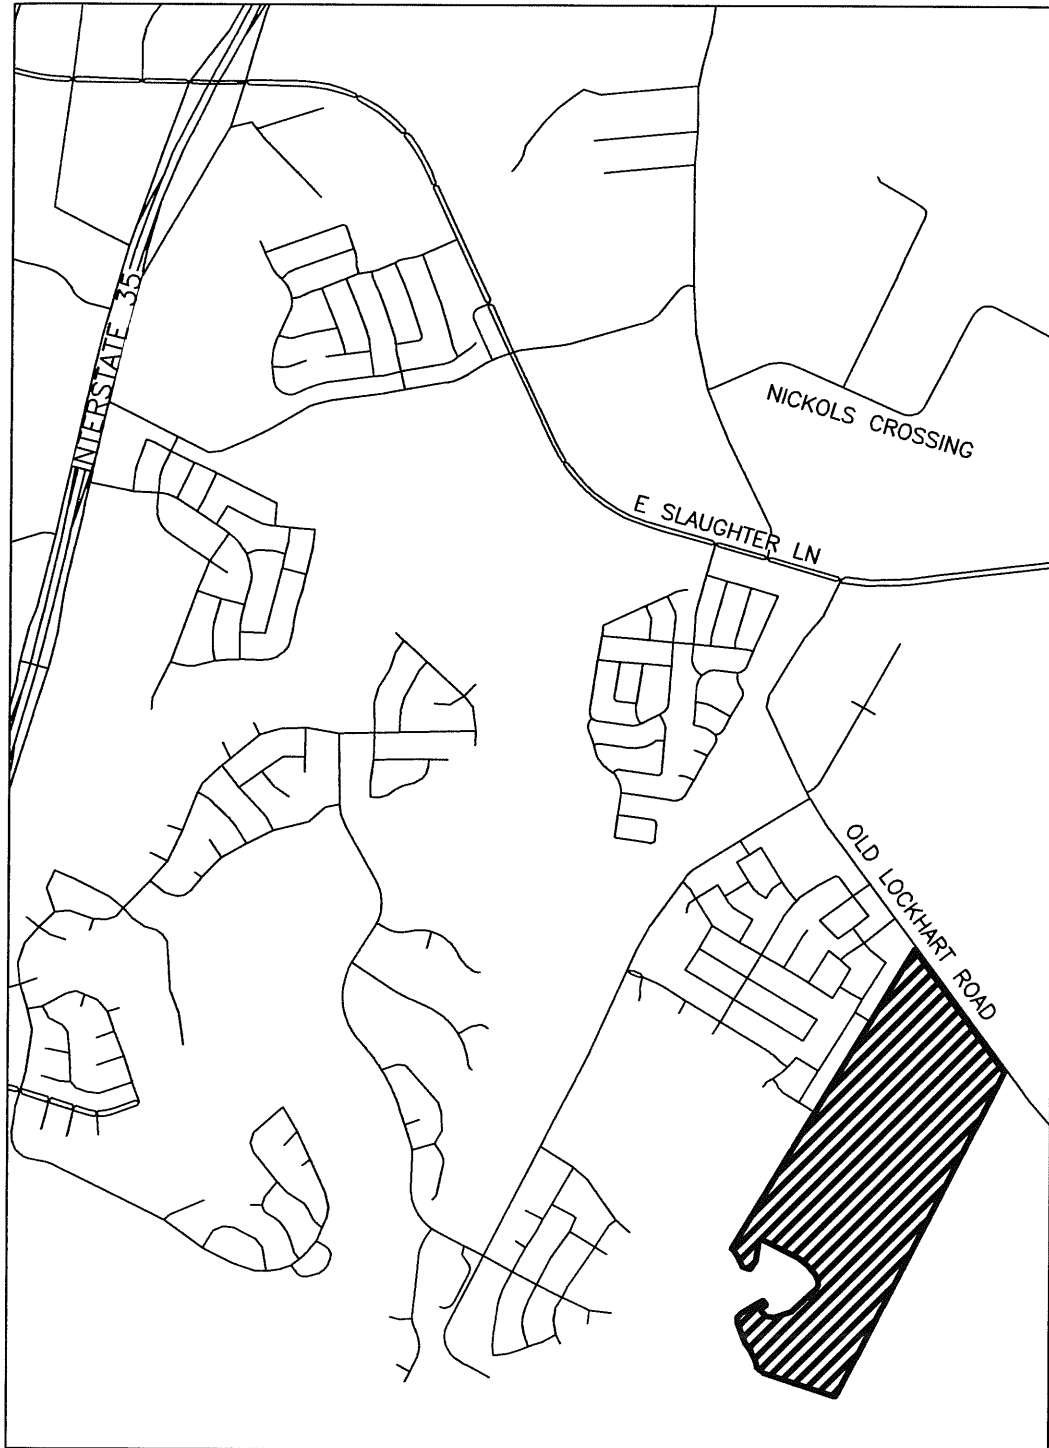 INTERSTATE 35
NICKOLS CROSSING
E SLAUGHTER LN
OLD LOCKHART ROAD